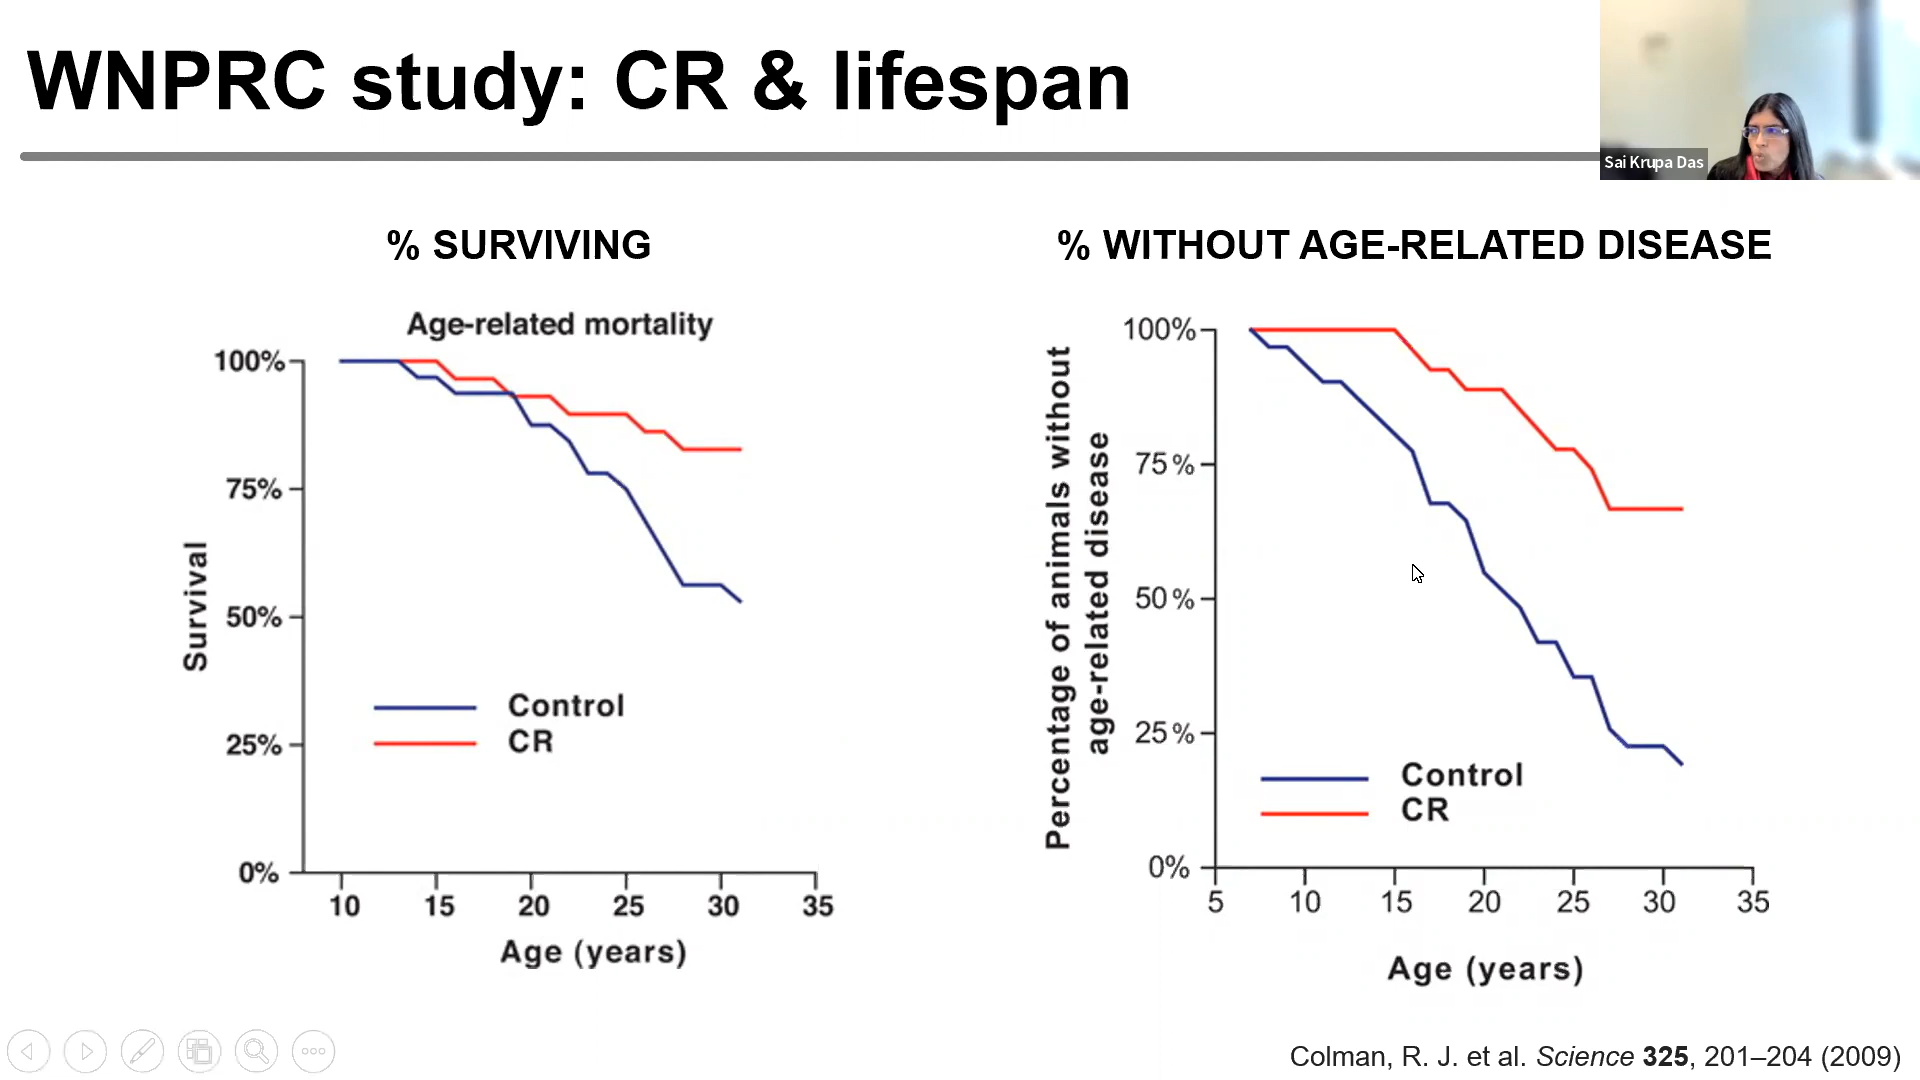 WNPRC study: CR & lifespan
Sai Krupa Das
% SURVIVING
Age-related mortality
100%
75%
50%
25%
0%
Survival
Control
CR
10 15 20 25 30 35
Age (years)
% WITHOUT AGE-RELATED DISEASE
Percentage of animals without
age-related disease
100%
75%
50%
25%
0%
Control
CR
5 10 15 20 25 30 35
Age (years)
Colman, R. J. et al. Science 325, 201–204 (2009)